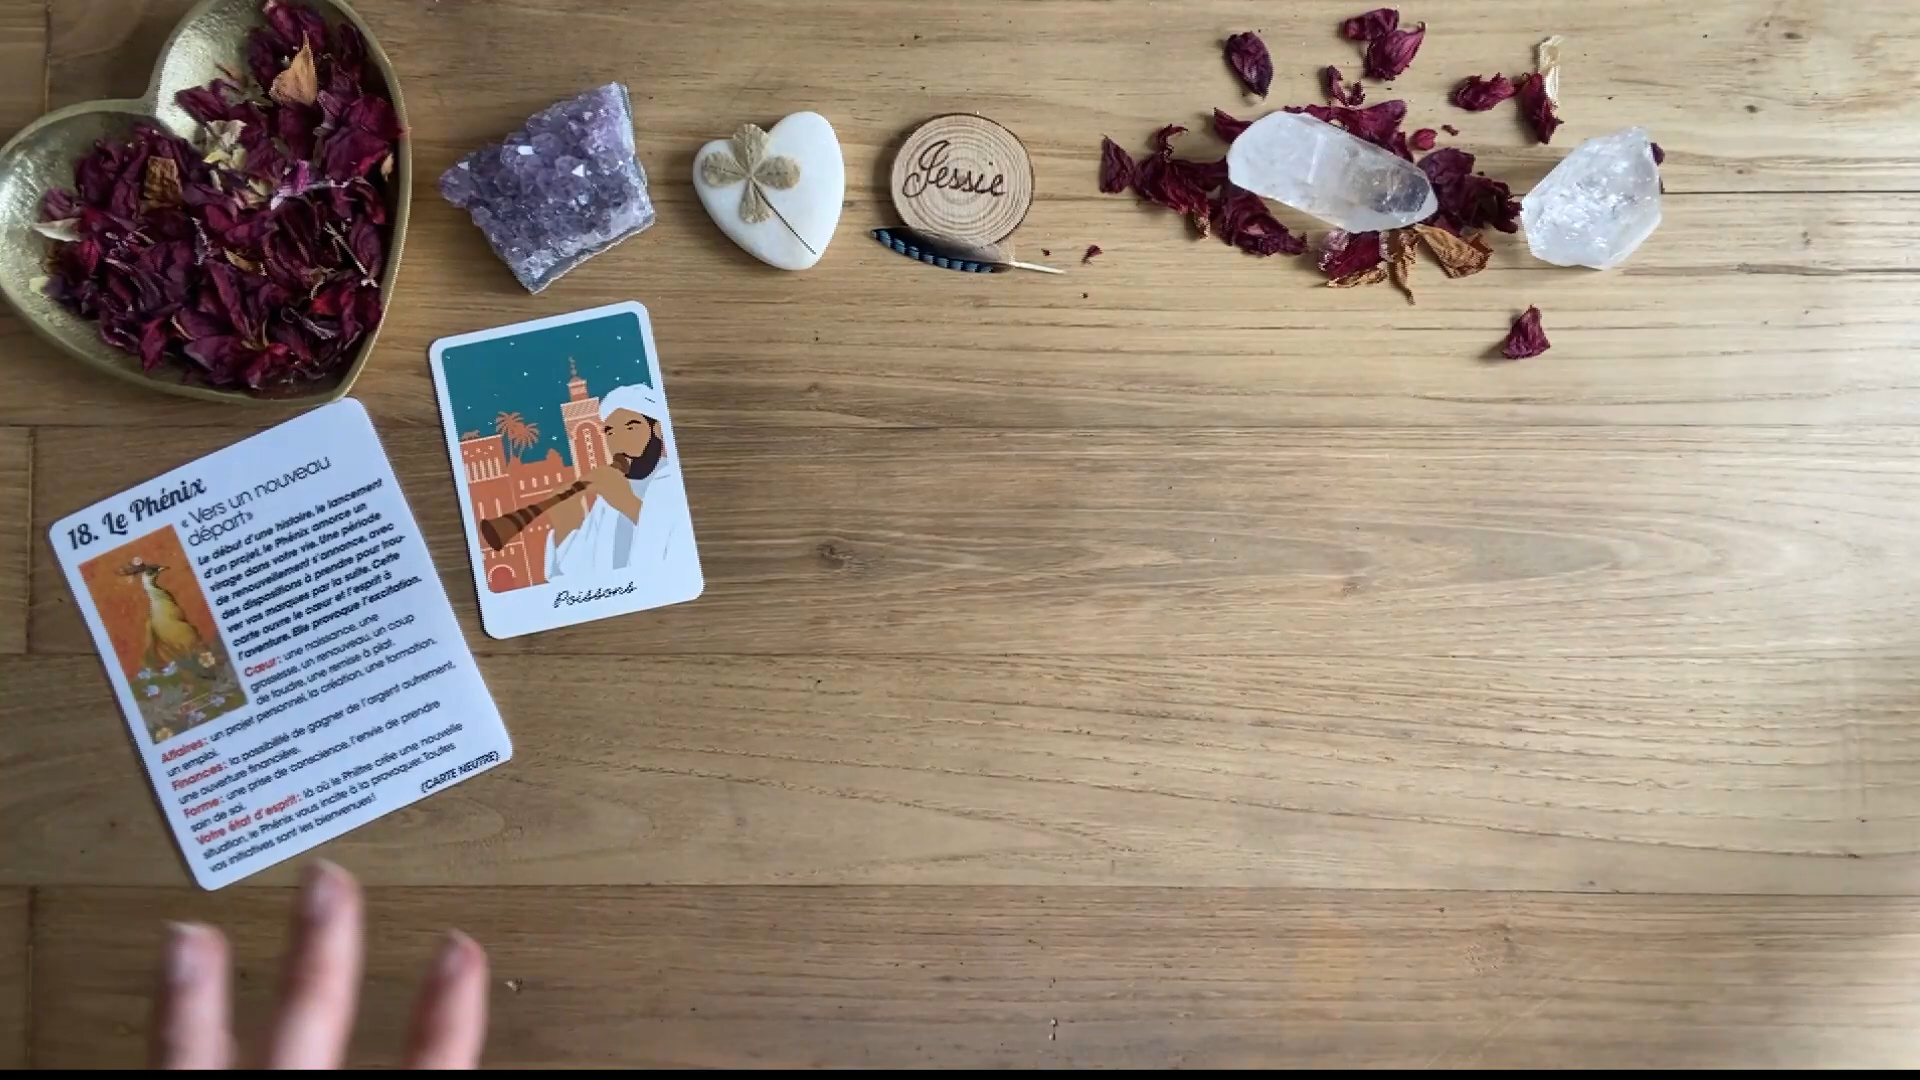 Jessie
18. Le Phénix
« Vers un nouveau
départ»
Le début d'une histoire, le lancement
d'un projet, le Phénix amorce un
virage dans votre vie. Une période
de renouvellement s'annonce, avec
des dispositions à prendre pour trou-
ver vos marques par la suite. Cette
carte ouvre le cœur et l'esprit à
l'aventure. Elle provoque l'excitation.
Cœur : une naissance, une
grossesse, un renouveau, un coup
de foudre, une remise à plat.
Affaires : un projet personnel, la création, une formation,
un emploi.
Finances : la possibilité de gagner de l'argent autrement,
une ouverture financière.
Forme : une prise de conscience, l'envie de prendre
soin de soi.
Votre état d'esprit : là où le Philtre crée une nouvelle
situation, le Phénix vous incite à la provoquer. Toutes
vos initiatives sont les bienvenues !
(CARTE NEUTRE)
Poissons